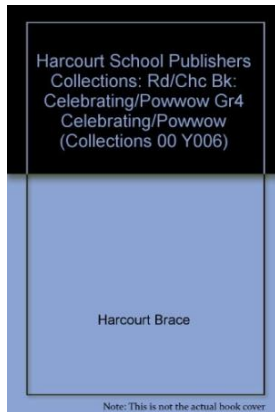 Harcourt School Publishers
Collections: Rd/Chc Bk:
Celebrating/Powwow Gr4
Celebrating/Powwow
(Collections 00 Y006)
Harcourt Brace
Note: This is not the actual book cover